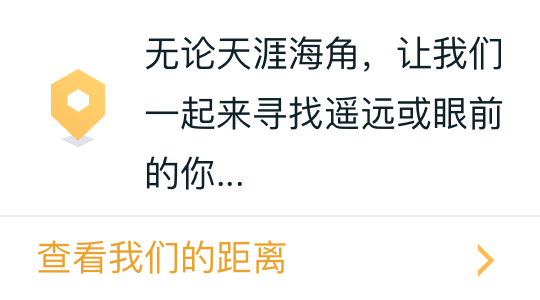 无论天涯海角，让我们
一起来寻找遥远或眼前
的你...
查看我们的距离